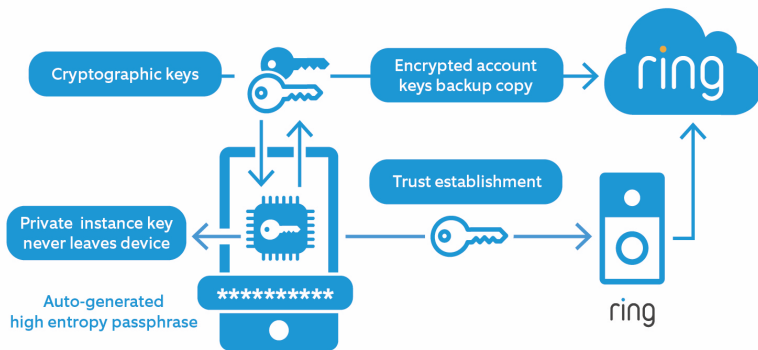 Cryptographic keys
Encrypted account
keys backup copy
ring
Trust establishment
Private instance key
never leaves device
**********
Auto-generated
high entropy passphrase
ring